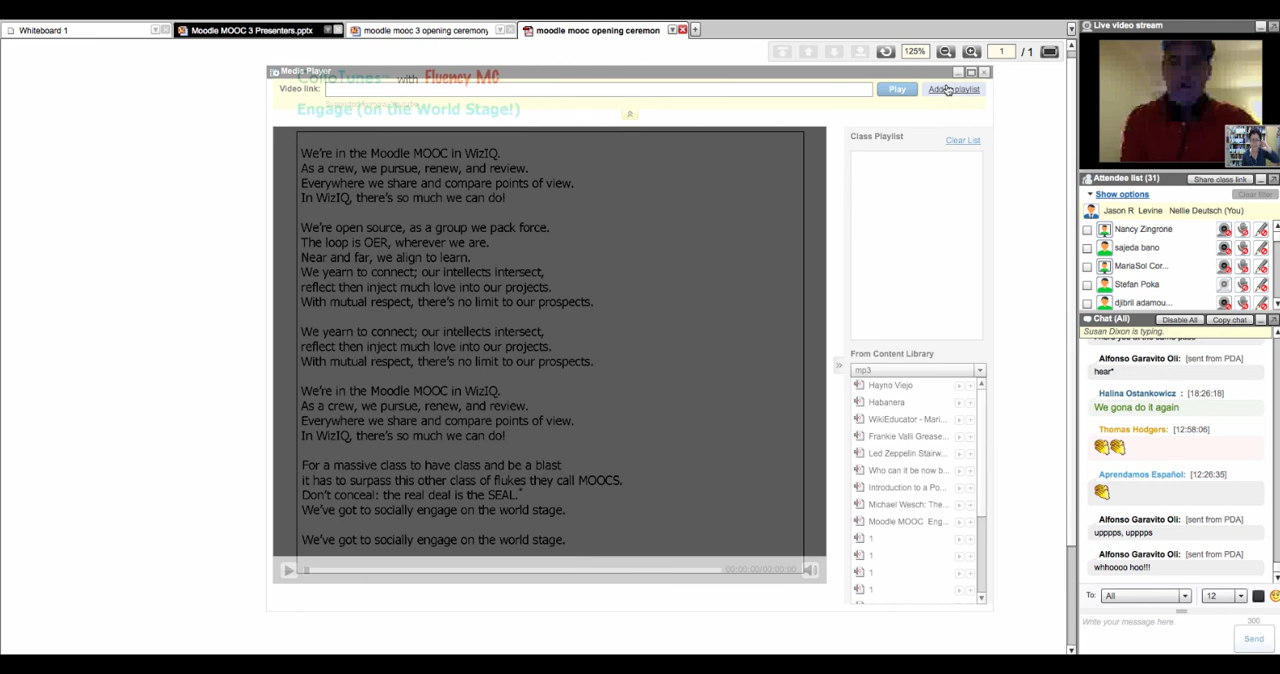 Whiteboard 1
Moodle MOOC 3 Presenters.pptx
moodle mooc 3 opening ceremony
moodle mooc opening ceremon
125%
1 / 1
Media Player
with Fluency MC
Video link:
Play
Add to playlist
Engage (on the World Stage!)
We're in the Moodle MOOC in WizIQ.
As a crew, we pursue, renew, and review.
Everywhere we share and compare points of view.
In WizIQ, there's so much we can do!
We're open source, as a group we pack force.
The loop is OER, wherever we are.
Near and far, we align to learn.
We yearn to connect; our intellects intersect,
reflect then inject much love into our projects.
With mutual respect, there's no limit to our prospects.
We yearn to connect; our intellects intersect,
reflect then inject much love into our projects.
With mutual respect, there's no limit to our prospects.
We're in the Moodle MOOC in WizIQ.
As a crew, we pursue, renew, and review.
Everywhere we share and compare points of view.
In WizIQ, there's so much we can do!
For a massive class to have class and be a blast
it has to surpass the other class of flukes they call MOOCS.
Don't conceal: the real deal is the SEAL.*
We've got to socially engage on the world stage.
We've got to socially engage on the world stage.
00:00:00/00:00:00
Class Playlist
Clear List
From Content Library
mp3
Hayno Viejo
Habanera
WikiEducator - Mari...
Frankie Valli Grease...
Led Zeppelin Stairw...
Who can it be now b...
Introduction to a Po...
Michael Wesch: The...
Moodle MOOC Eng...
1
1
1
1
Live video stream
Attendee list (31)
Share class link
Show options
Clear filter
Jason R Levine Nellie Deutsch (You)
Nancy Zingrone
sajeda bano
MariaSol Cor...
Stefan Poka
djibril adamou...
Chat (All)
Disable All
Copy chat
Susan Dixon is typing.
Alfonso Garavito Oli: [sent from PDA]
hear*
Halina Ostankowicz : [18:26:18]
We gona do it again
Thomas Hodgers: [12:58:06]
Aprendamos Español: [12:26:35]
Alfonso Garavito Oli: [sent from PDA]
upppps, upppps
Alfonso Garavito Oli: [sent from PDA]
whhoooo hoo!!!
To: All 12
Write your message here.
300
Send